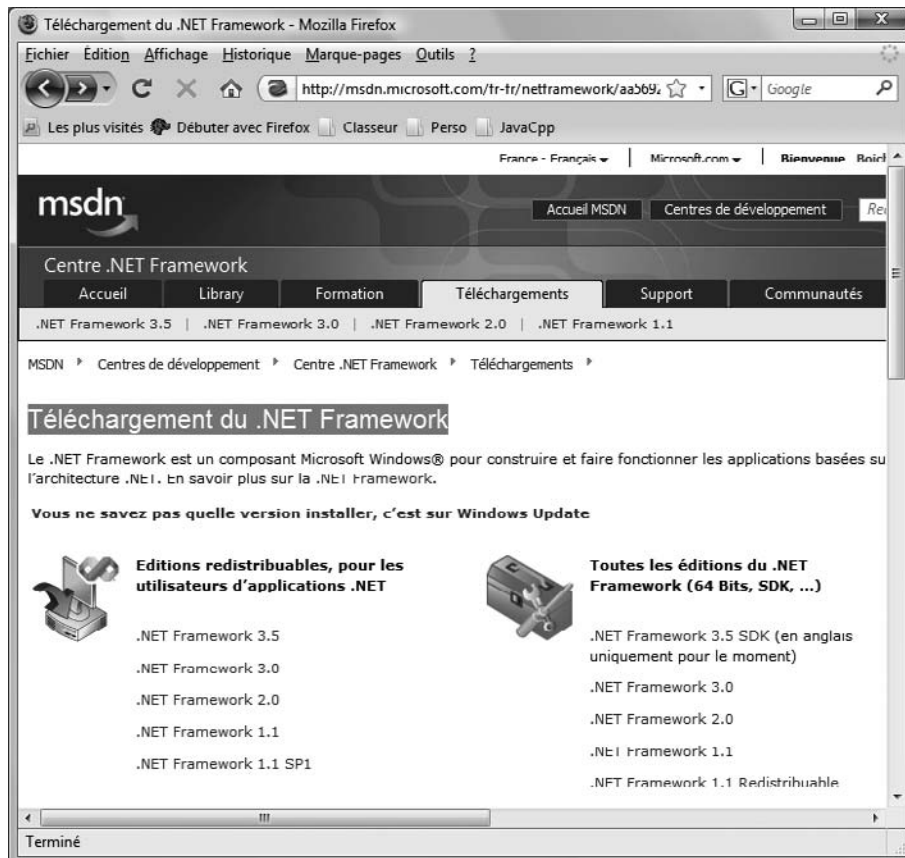 Téléchargement du .NET Framework - Mozilla Firefox
Fichier Édition Affichage Historique Marque-pages Outils ?
http://msdn.microsoft.com/fr-fr/netframework/aa569 G Google
Les plus visités Débuter avec Firefox Classeur Perso JavaCpp
France - Français | Microsoft.com | Bienvenue
msdn Accueil MSDN Centres de développement
Centre .NET Framework
Accueil Library Formation Téléchargements Support Communautés
.NET Framework 3.5 | .NET Framework 3.0 | .NET Framework 2.0 | .NET Framework 1.1
MSDN Centres de développement Centre .NET Framework Téléchargements
Téléchargement du .NET Framework
Le .NET Framework est un composant Microsoft Windows® pour construire et faire fonctionner les applications basées su
l'architecture .NET. En savoir plus sur la .NET Framework.
Vous ne savez pas quelle version installer, c'est sur Windows Update
Editions redistribuables, pour les
utilisateurs d'applications .NET
.NET Framework 3.5
.NET Framework 3.0
.NET Framework 2.0
.NET Framework 1.1
.NET Framework 1.1 SP1
Toutes les éditions du .NET
Framework (64 Bits, SDK, ...)
.NET Framework 3.5 SDK (en anglais
uniquement pour le moment)
.NET Framework 3.0
.NET Framework 2.0
.NET Framework 1.1
.NET Framework 1.1 Redistribuable
Terminé